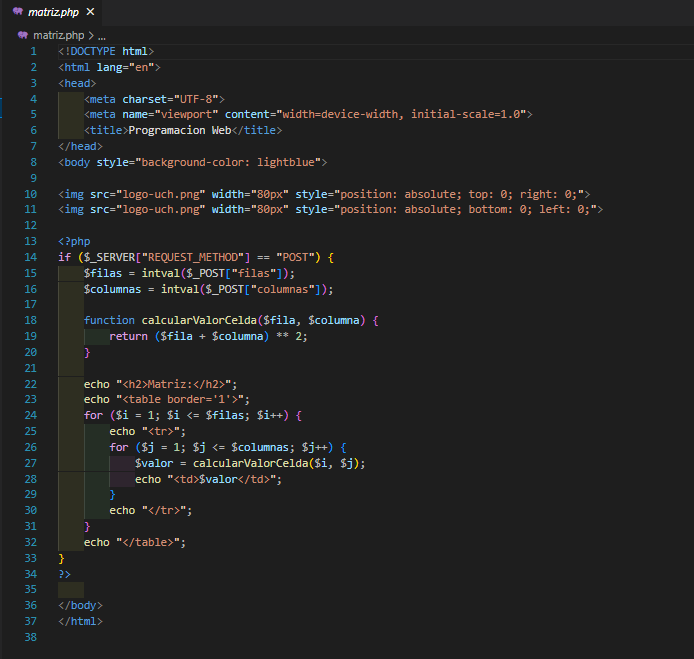 matriz.php ×
matriz.php > ...
1 <!DOCTYPE html>
2 <html lang="en">
3 <head>
4     <meta charset="UTF-8">
5     <meta name="viewport" content="width=device-width, initial-scale=1.0">
6     <title>Programacion Web</title>
7 </head>
8 <body style="background-color: lightblue">
9
10 <img src="logo-uch.png" width="80px" style="position: absolute; top: 0; right: 0;">
11 <img src="logo-uch.png" width="80px" style="position: absolute; bottom: 0; left: 0;">
12
13 <?php
14 if ($_SERVER["REQUEST_METHOD"] == "POST") {
15     $filas = intval($_POST["filas"]);
16     $columnas = intval($_POST["columnas"]);
17
18     function calcularValorCelda($fila, $columna) {
19         return ($fila + $columna) ** 2;
20     }
21
22     echo "<h2>Matriz:</h2>";
23     echo "<table border='1'>";
24     for ($i = 1; $i <= $filas; $i++) {
25         echo "<tr>";
26         for ($j = 1; $j <= $columnas; $j++) {
27             $valor = calcularValorCelda($i, $j);
28             echo "<td>$valor</td>";
29         }
30         echo "</tr>";
31     }
32     echo "</table>";
33 }
34 ?>
35
36 </body>
37 </html>
38